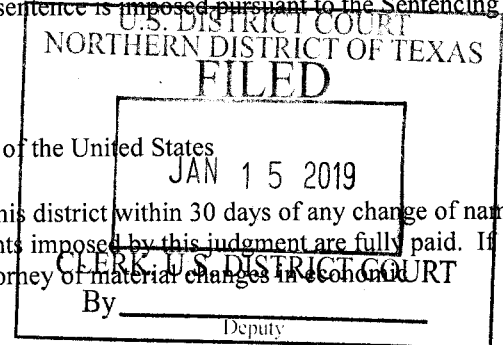 sentence is imposed pursuant to the Sentencing
U.S. DISTRICT COURT
NORTHERN DISTRICT OF TEXAS
FILED
of the United States
JAN 15 2019
his district within 30 days of any change of nam
nts imposed by this judgment are fully paid. If
orney of material changes in economic
CLERK, U.S. DISTRICT COURT
By
Deputy